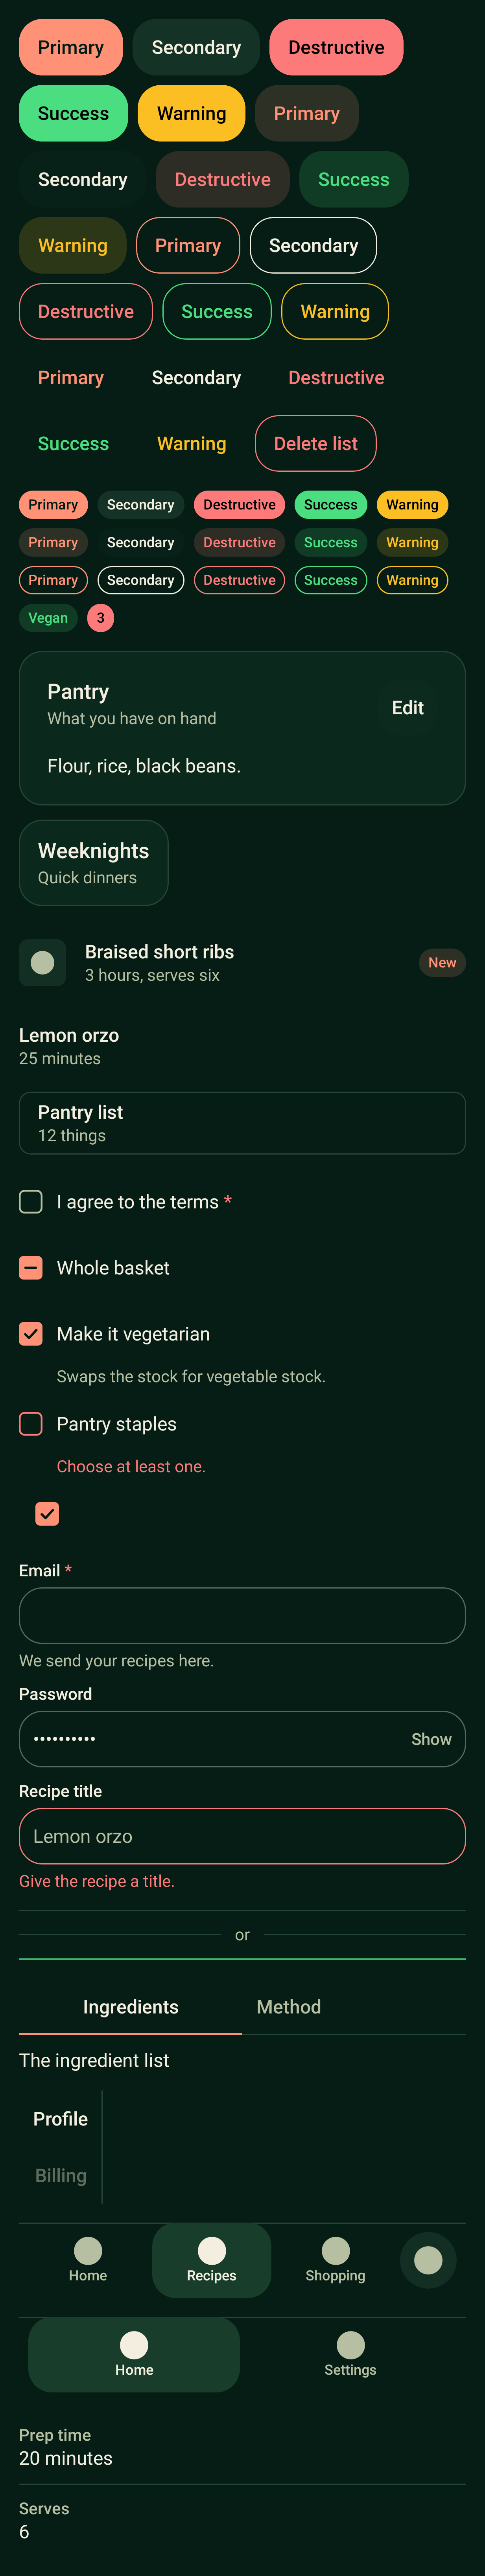 Primary Secondary Destructive
Success Warning Primary
Secondary Destructive Success
Warning Primary Secondary
Destructive Success Warning
Primary Secondary Destructive
Success Warning Delete list
Primary Secondary Destructive Success Warning
Primary Secondary Destructive Success Warning
Primary Secondary Destructive Success Warning
Vegan 3
Pantry
What you have on hand
Edit
Flour, rice, black beans.
Weeknights
Quick dinners
Braised short ribs
3 hours, serves six
New
Lemon orzo
25 minutes
Pantry list
12 things
I agree to the terms *
Whole basket
Make it vegetarian
Swaps the stock for vegetable stock.
Pantry staples
Choose at least one.
Email *
We send your recipes here.
Password
•••••••••• Show
Recipe title
Lemon orzo
Give the recipe a title.
or
Ingredients Method
The ingredient list
Profile
Billing
Home Recipes Shopping
Home Settings
Prep time
20 minutes
Serves
6